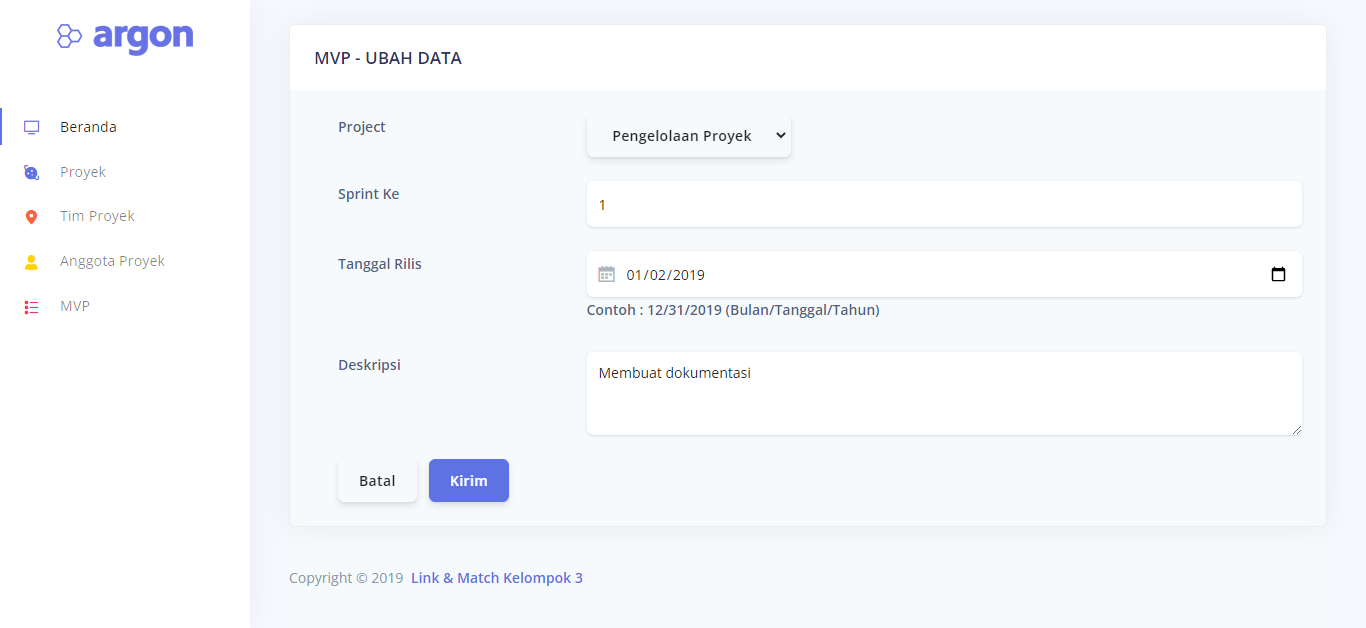 argon
Beranda
Proyek
Tim Proyek
Anggota Proyek
MVP
MVP - UBAH DATA
Project
Pengelolaan Proyek
Sprint Ke
1
Tanggal Rilis
01/02/2019
Contoh : 12/31/2019 (Bulan/Tanggal/Tahun)
Deskripsi
Membuat dokumentasi
Batal
Kirim
Copyright © 2019 Link & Match Kelompok 3